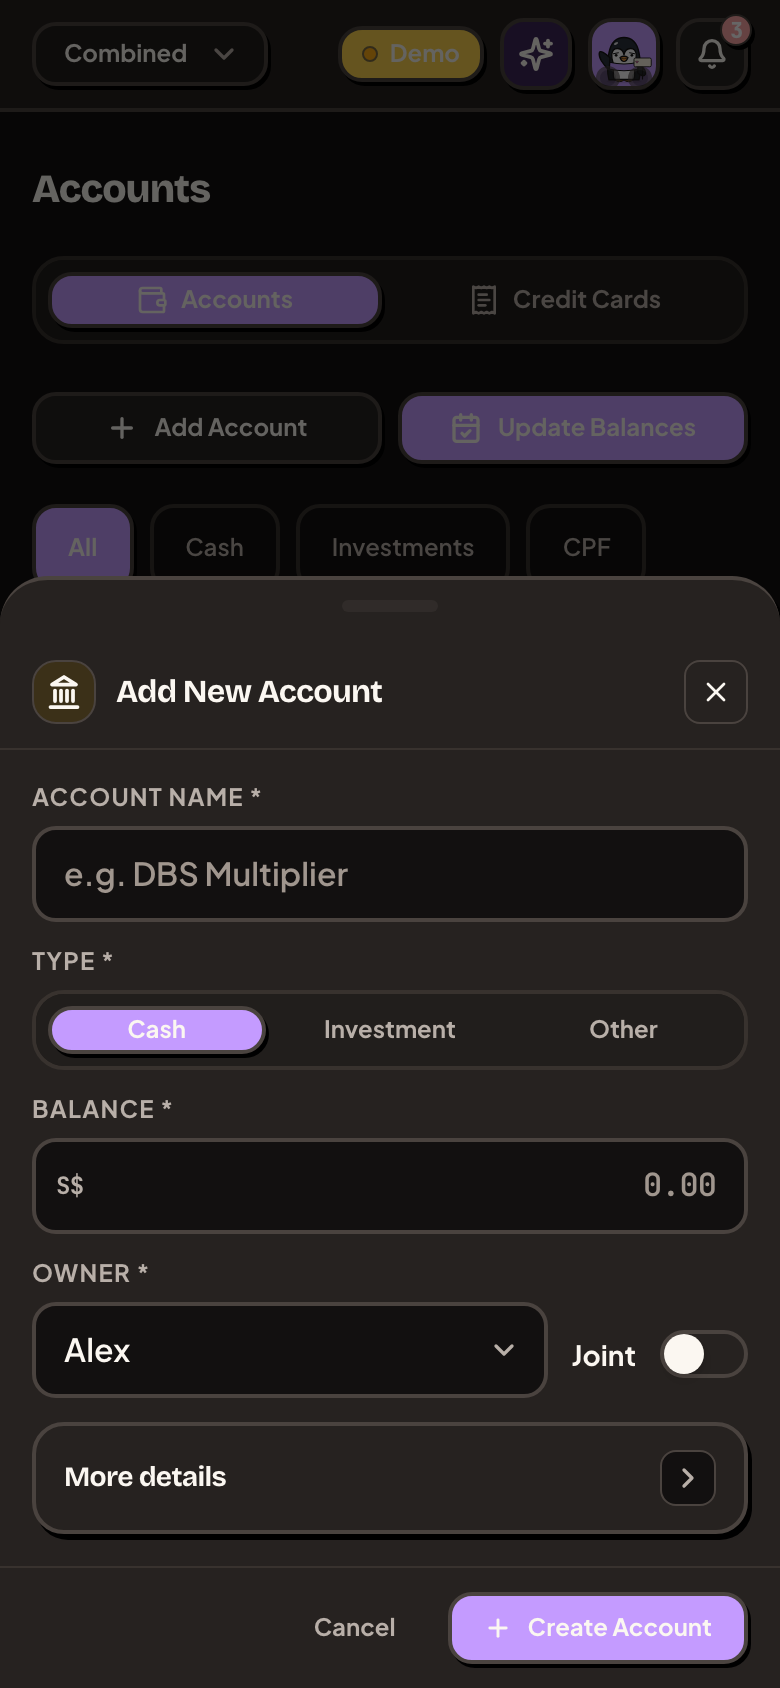 Combined
Demo
3
Accounts
Accounts
Credit Cards
Add Account
Update Balances
All
Cash
Investments
CPF
Add New Account
ACCOUNT NAME *
e.g. DBS Multiplier
TYPE *
Cash
Investment
Other
BALANCE *
S$
0.00
OWNER *
Alex
Joint
More details
Cancel
Create Account